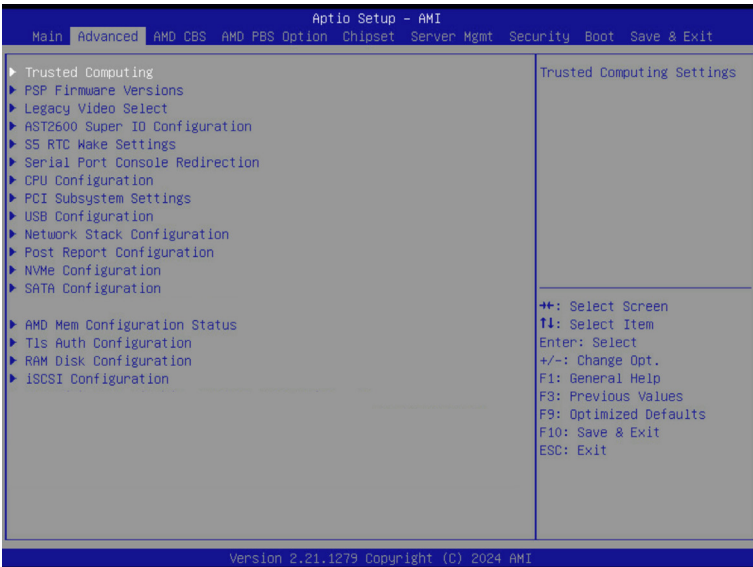 Aptio Setup – AMI
Main Advanced AMD CBS AMD PBS Option Chipset Server Mgmt Security Boot Save & Exit
Trusted Computing
PSP Firmware Versions
Legacy Video Select
AST2600 Super IO Configuration
S5 RTC Wake Settings
Serial Port Console Redirection
CPU Configuration
PCI Subsystem Settings
USB Configuration
Network Stack Configuration
Post Report Configuration
NVMe Configuration
SATA Configuration
AMD Mem Configuration Status
Tls Auth Configuration
RAM Disk Configuration
iSCSI Configuration
Trusted Computing Settings
→←: Select Screen
↑↓: Select Item
Enter: Select
+/-: Change Opt.
F1: General Help
F3: Previous Values
F9: Optimized Defaults
F10: Save & Exit
ESC: Exit
Version 2.21.1279 Copyright (C) 2024 AMI